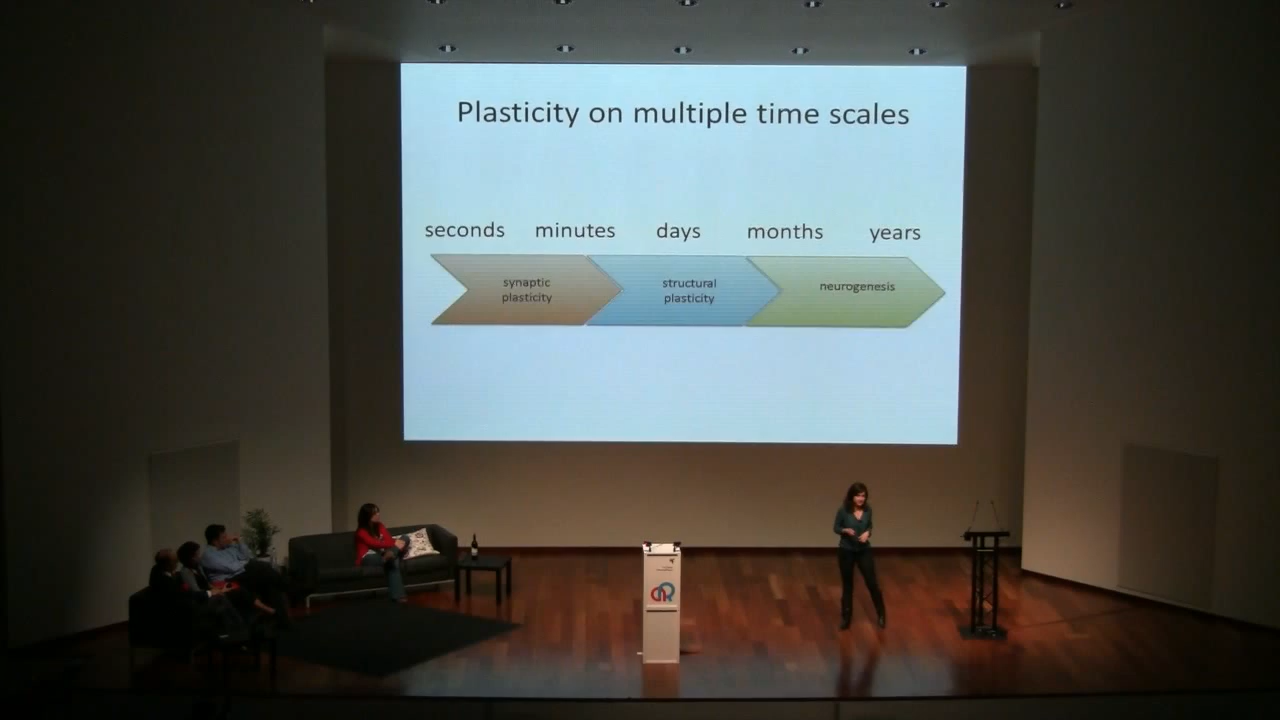 Plasticity on multiple time scales
seconds minutes days months years
synaptic
plasticity
structural
plasticity
neurogenesis